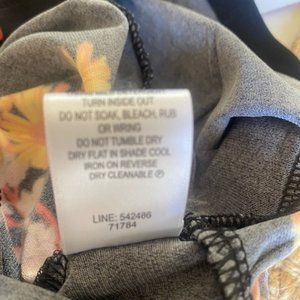 TURN INSIDE OUT
DO NOT SOAK, BLEACH, RUB
OR WRING
DO NOT TUMBLE DRY
DRY FLAT IN SHADE COOL
IRON ON REVERSE
DRY CLEANABLE Ⓟ
LINE: 542486
71784